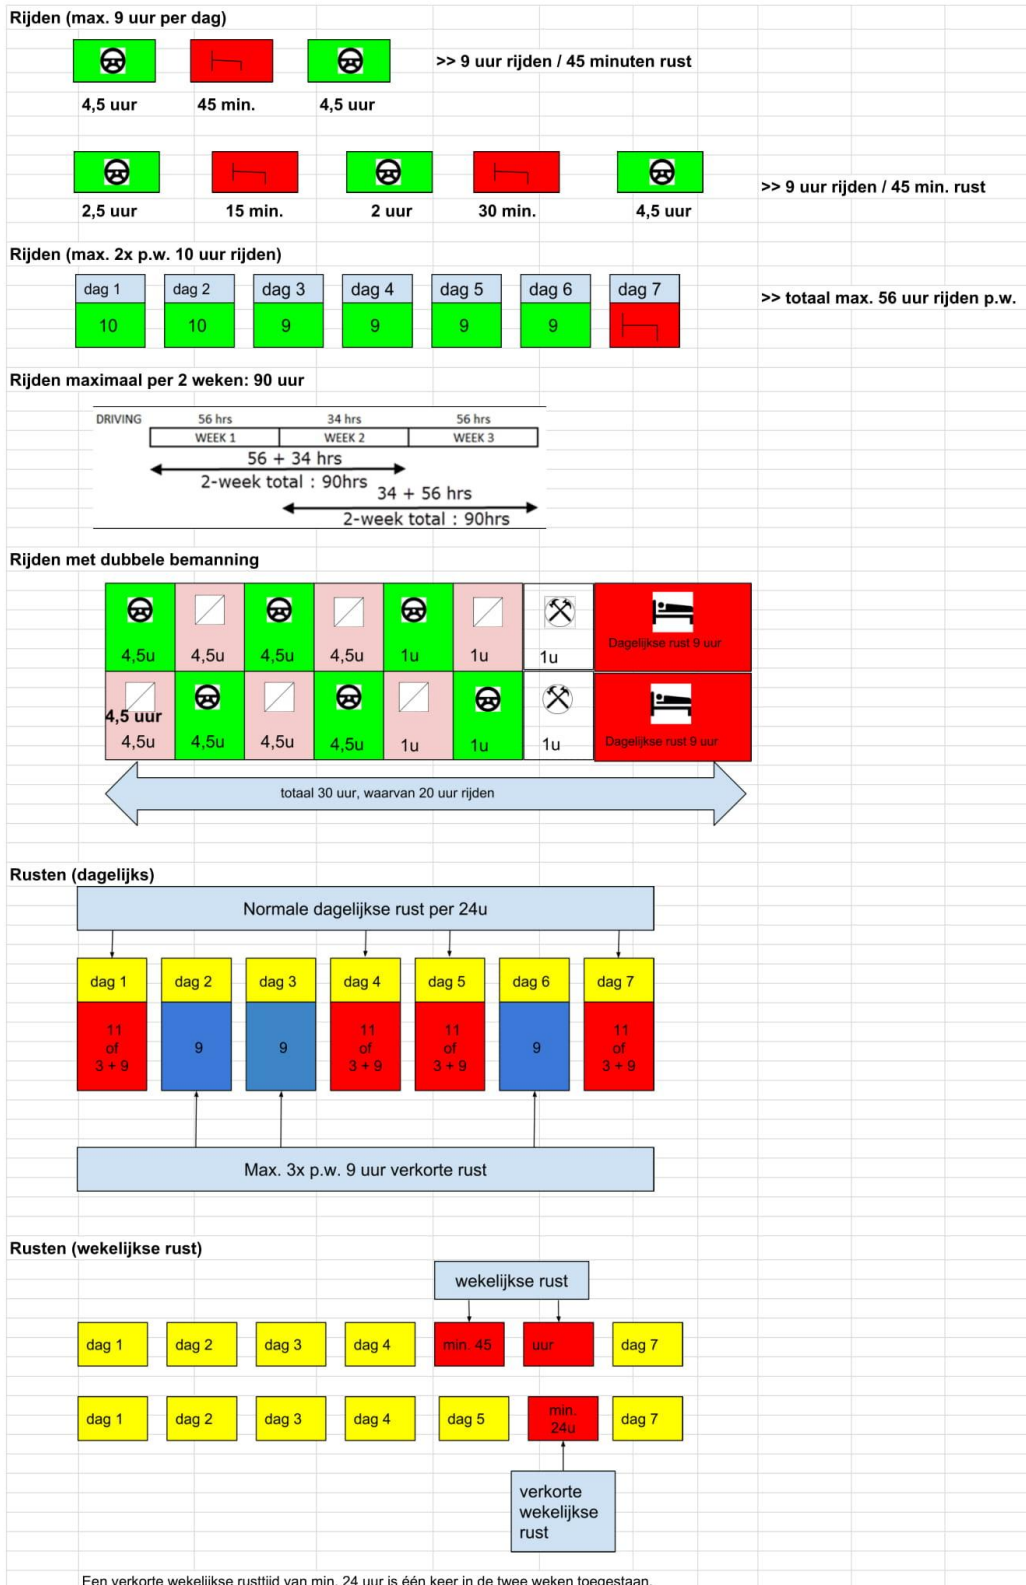 Rijden (max. 9 uur per dag)
>> 9 uur rijden / 45 minuten rust
4,5 uur 45 min. 4,5 uur
>> 9 uur rijden / 45 min. rust
2,5 uur 15 min. 2 uur 30 min. 4,5 uur
Rijden (max. 2x p.w. 10 uur rijden)
dag 1 dag 2 dag 3 dag 4 dag 5 dag 6 dag 7
>> totaal max. 56 uur rijden p.w.
10 10 9 9 9 9
Rijden maximaal per 2 weken: 90 uur
DRIVING 56 hrs 34 hrs 56 hrs
WEEK 1 WEEK 2 WEEK 3
56 + 34 hrs
2-week total : 90hrs
34 + 56 hrs
2-week total : 90hrs
Rijden met dubbele bemanning
Dagelijkse rust 9 uur
4,5u 4,5u 4,5u 4,5u 1u 1u 1u
4,5 uur
4,5u 4,5u 4,5u 4,5u 1u 1u 1u
Dagelijkse rust 9 uur
totaal 30 uur, waarvan 20 uur rijden
Rusten (dagelijks)
Normale dagelijkse rust per 24u
dag 1 dag 2 dag 3 dag 4 dag 5 dag 6 dag 7
11 11 11 11
of 9 9 of of 9 of
3 + 9 3 + 9 3 + 9 3 + 9
Max. 3x p.w. 9 uur verkorte rust
Rusten (wekelijkse rust)
wekelijkse rust
dag 1 dag 2 dag 3 dag 4 min. 45 uur dag 7
dag 1 dag 2 dag 3 dag 4 dag 5 min. 24u dag 7
verkorte
wekelijkse
rust
Een verkorte wekelijkse rusttijd van min. 24 uur is één keer in de twee weken toegestaan.